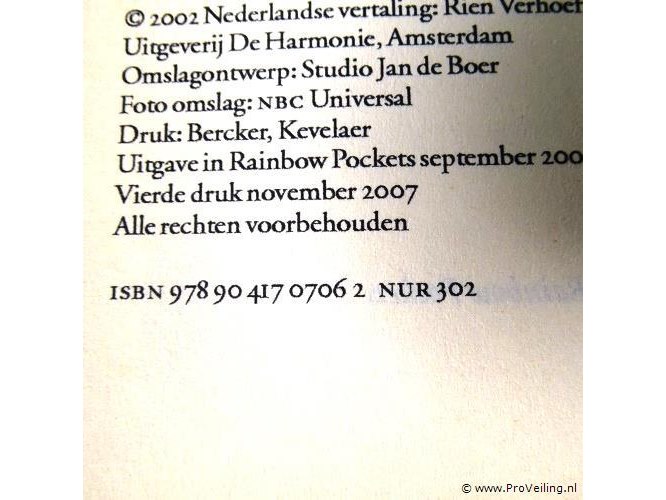 © 2002 Nederlandse vertaling: Rien Verhoef
Uitgeverij De Harmonie, Amsterdam
Omslagontwerp: Studio Jan de Boer
Foto omslag: NBC Universal
Druk: Bercker, Kevelaer
Uitgave in Rainbow Pockets september 200
Vierde druk november 2007
Alle rechten voorbehouden
ISBN 978 90 417 0706 2 NUR 302
© www.ProVeiling.nl